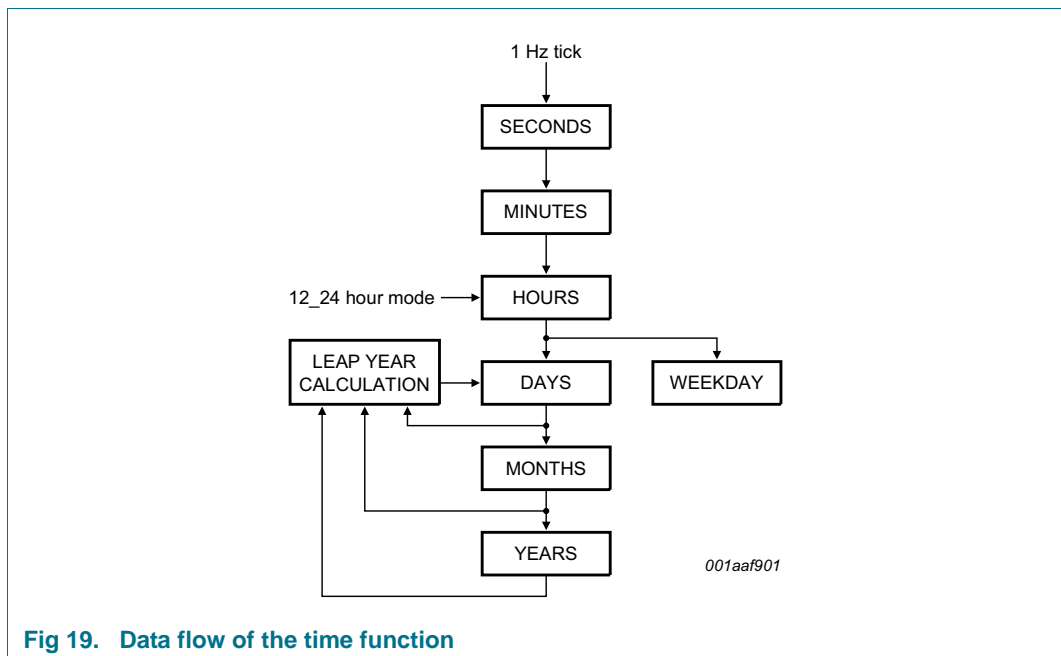 1 Hz tick
SECONDS
MINUTES
12_24 hour mode
HOURS
LEAP YEAR
CALCULATION
DAYS
WEEKDAY
MONTHS
YEARS
001aaf901
Fig 19. Data flow of the time function